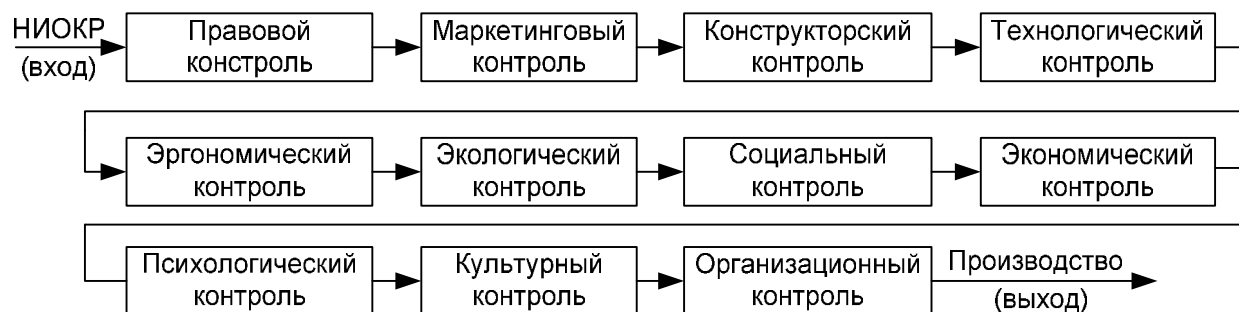 НИОКР
(вход)
Правовой
констроль
Маркетинговый
контроль
Конструкторский
контроль
Технологический
контроль
Эргономический
контроль
Экологический
контроль
Социальный
контроль
Экономический
контроль
Психологический
контроль
Культурный
контроль
Организационный
контроль
Производство
(выход)